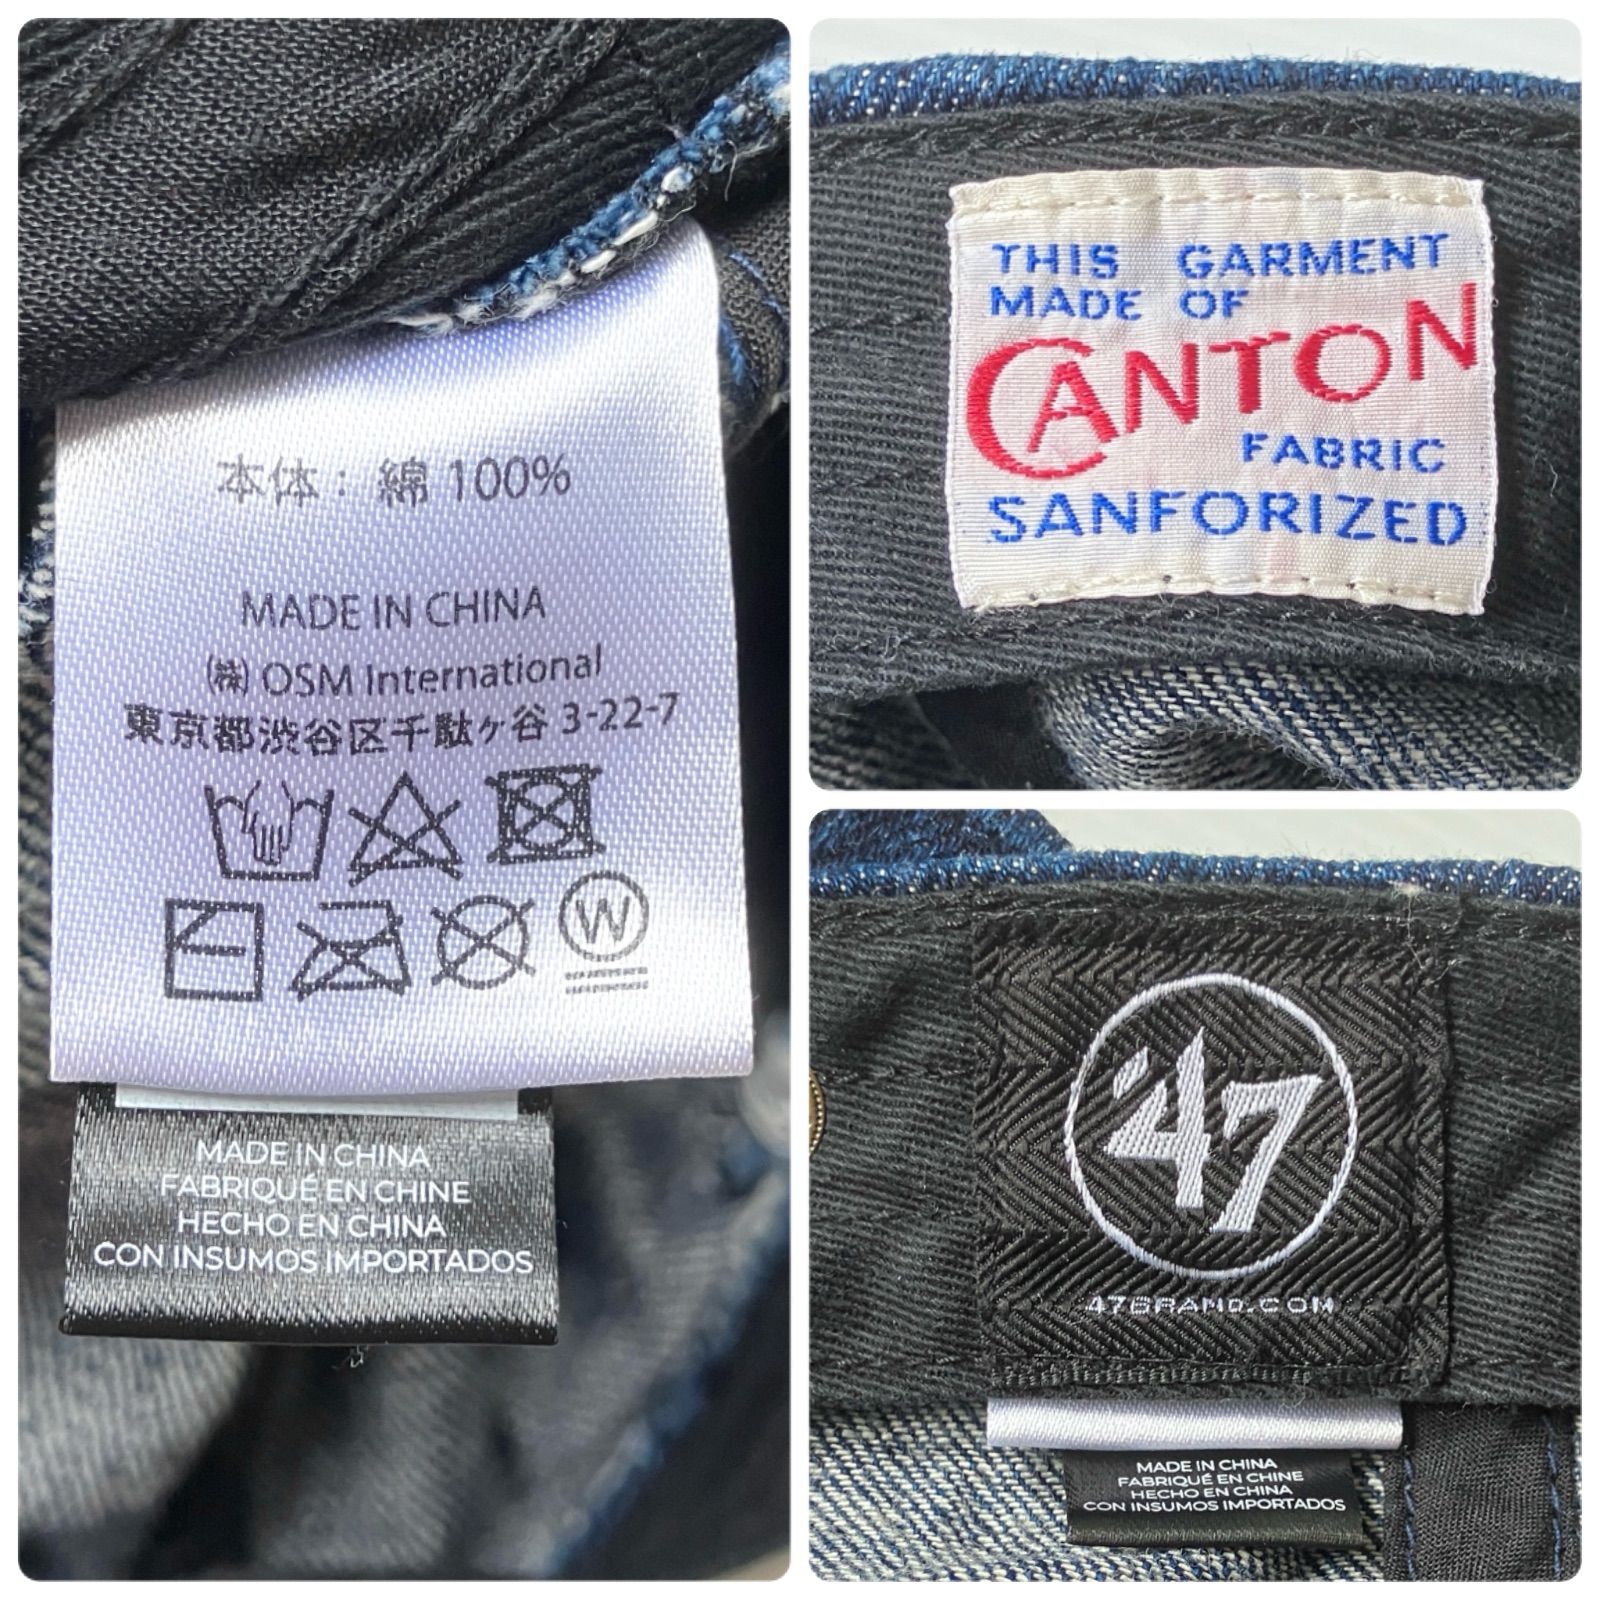 本体：綿 100%
MADE IN CHINA
㈱ OSM International
東京都渋谷区千駄ヶ谷 3-22-7
W
MADE IN CHINA
FABRIQUÉ EN CHINE
HECHO EN CHINA
CON INSUMOS IMPORTADOS
THIS GARMENT
MADE OF
CANTON
FABRIC
SANFORIZED
'47
47BRAND.COM
MADE IN CHINA
FABRIQUÉ EN CHINE
HECHO EN CHINA
CON INSUMOS IMPORTADOS